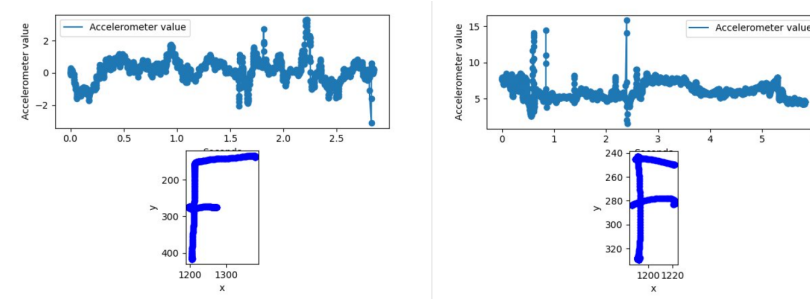 Accelerometer value
Accelerometer value
2
0
−2
0.0 0.5 1.0 1.5 2.0 2.5
200
300
400
y
1200 1300
x
F
Accelerometer value
Accelerometer value
15
10
5
0 1 2 3 4 5
240
260
280
300
320
y
1200 1220
x
F